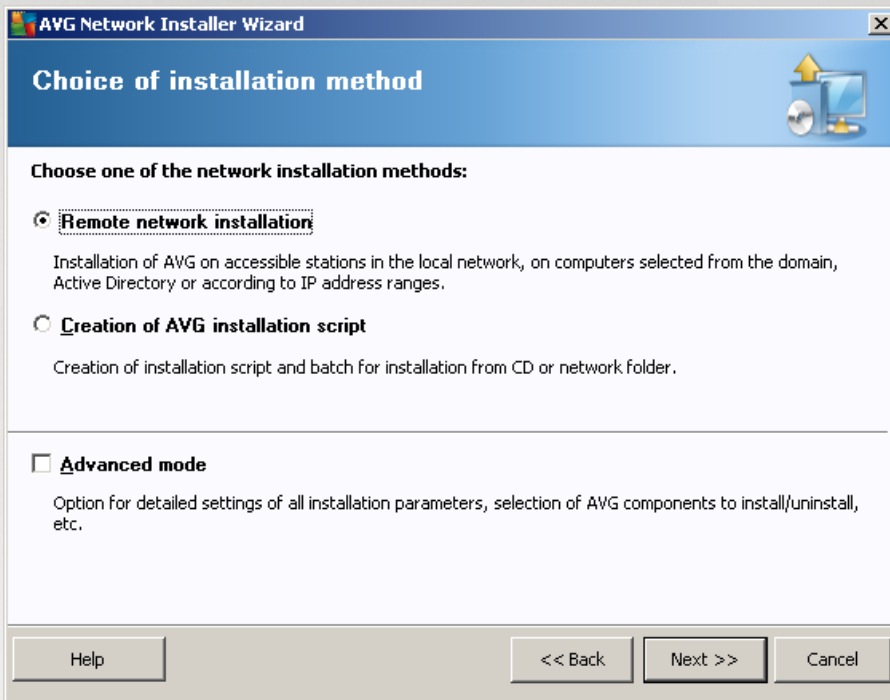 AVG Network Installer Wizard
Choice of installation method
Choose one of the network installation methods:
Remote network installation
Installation of AVG on accessible stations in the local network, on computers selected from the domain,
Active Directory or according to IP address ranges.
Creation of AVG installation script
Creation of installation script and batch for installation from CD or network folder.
Advanced mode
Option for detailed settings of all installation parameters, selection of AVG components to install/uninstall,
etc.
Help << Back Next >> Cancel